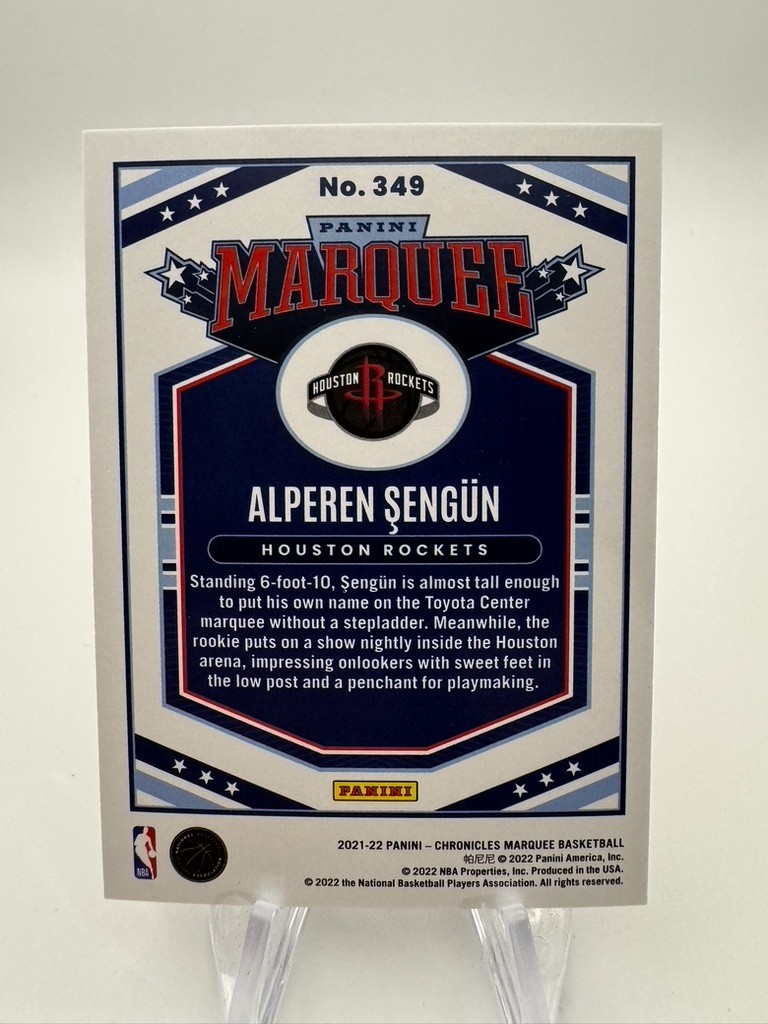 No. 349
PANINI
MARQUEE
HOUSTON R ROCKETS
ALPEREN ŞENGÜN
HOUSTON ROCKETS
Standing 6-foot-10, Şengün is almost tall enough
to put his own name on the Toyota Center
marquee without a stepladder. Meanwhile, the
rookie puts on a show nightly inside the Houston
arena, impressing onlookers with sweet feet in
the low post and a penchant for playmaking.
PANINI
2021-22 PANINI – CHRONICLES MARQUEE BASKETBALL
帕尼尼 © 2022 Panini America, Inc.
© 2022 NBA Properties, Inc. Produced in the USA.
© 2022 the National Basketball Players Association. All rights reserved.
NBA